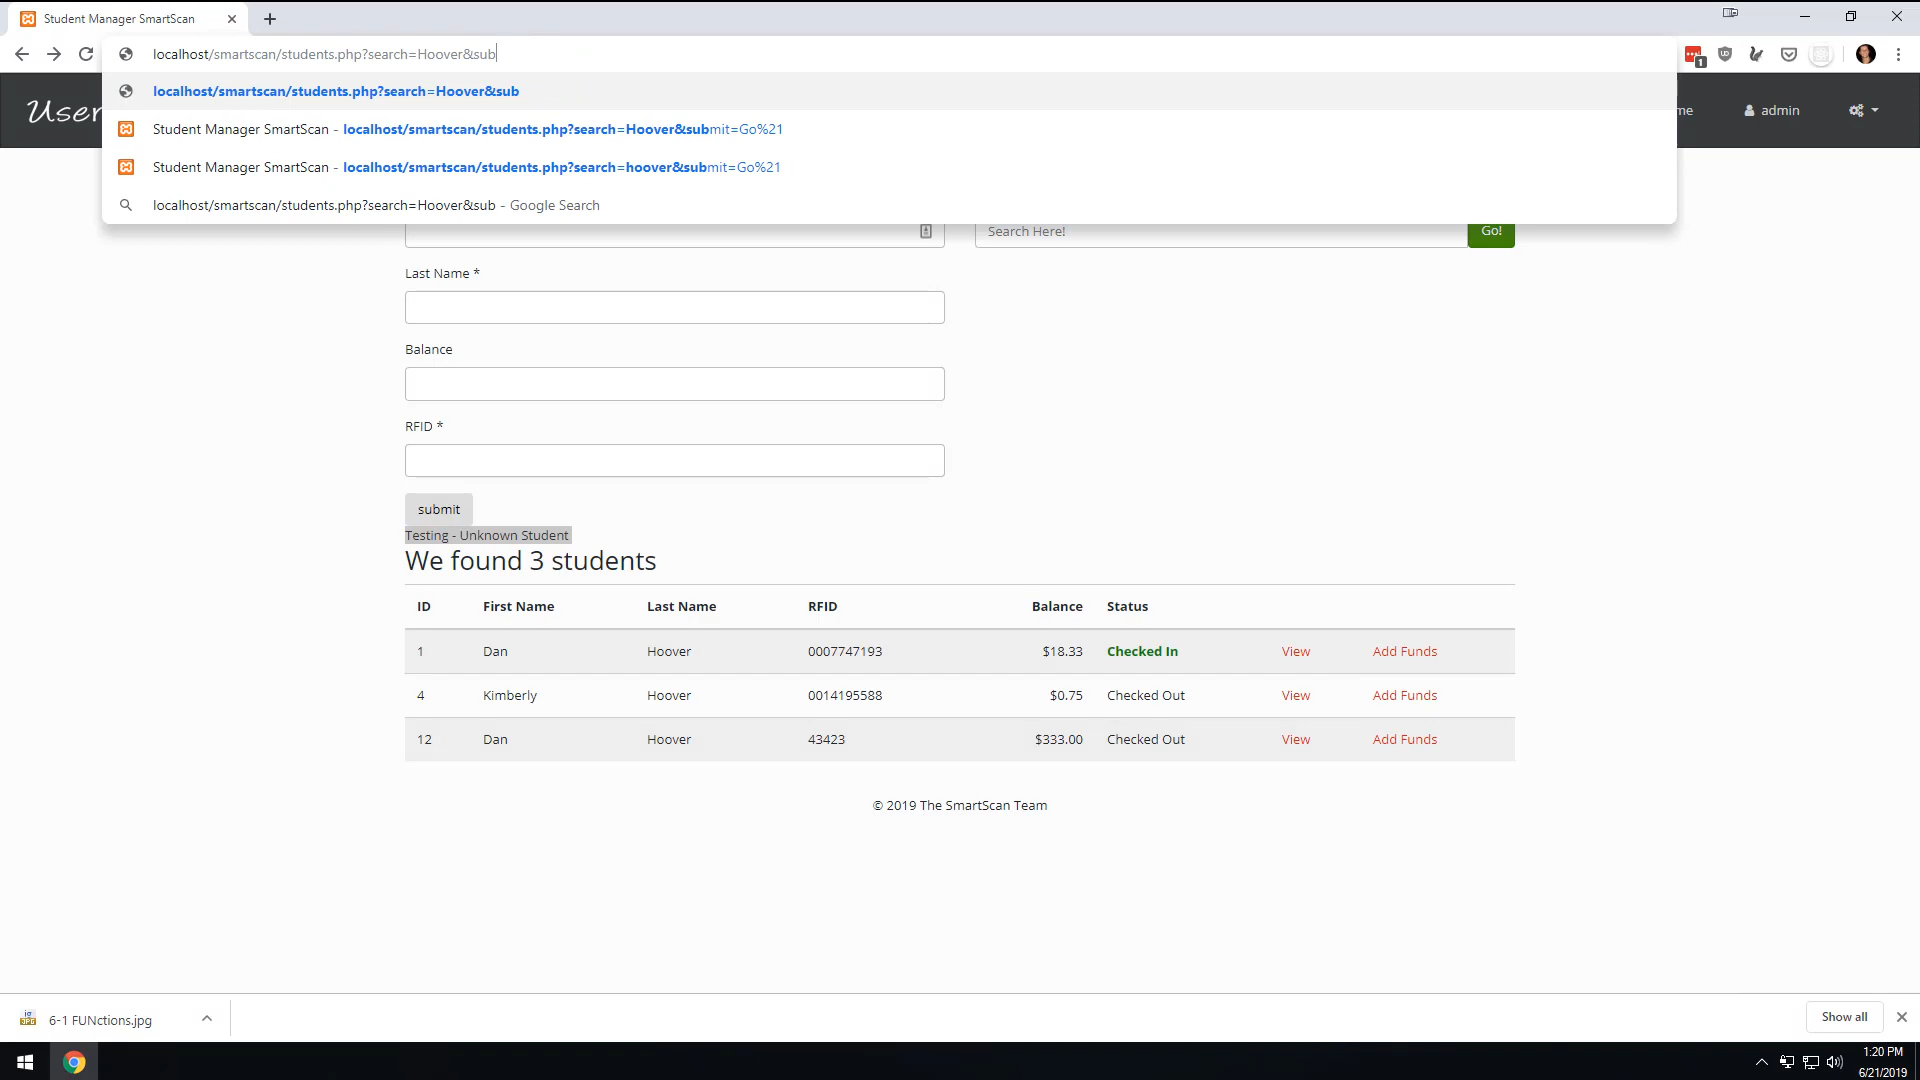 Student Manager SmartScan
localhost/smartscan/students.php?search=Hoover&sub
1
localhost/smartscan/students.php?search=Hoover&sub
User
Student Manager SmartScan - localhost/smartscan/students.php?search=Hoover&submit=Go%21
me
admin
Student Manager SmartScan - localhost/smartscan/students.php?search=hoover&submit=Go%21
localhost/smartscan/students.php?search=Hoover&sub - Google Search
Search Here!
Go!
Last Name *
Balance
RFID *
submit
Testing - Unknown Student
We found 3 students
ID First Name Last Name RFID Balance Status
1 Dan Hoover 0007747193 $18.33 Checked In View Add Funds
4 Kimberly Hoover 0014195588 $0.75 Checked Out View Add Funds
12 Dan Hoover 43423 $333.00 Checked Out View Add Funds
© 2019 The SmartScan Team
6-1 FUNctions.jpg
Show all
1:20 PM
6/21/2019